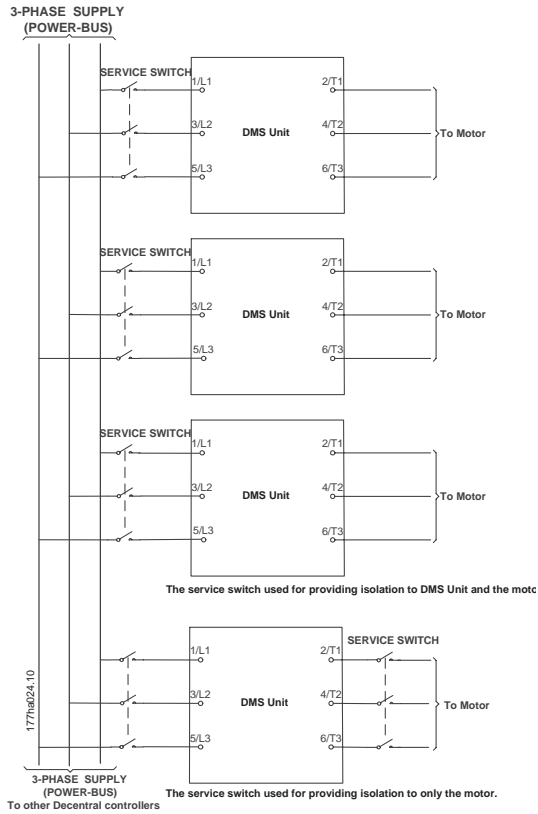 3-PHASE SUPPLY
(POWER-BUS)
SERVICE SWITCH
1/L1
2/T1
3/L2
DMS Unit
4/T2
To Motor
5/L3
6/T3
SERVICE SWITCH
1/L1
2/T1
3/L2
DMS Unit
4/T2
To Motor
5/L3
6/T3
SERVICE SWITCH
1/L1
2/T1
3/L2
DMS Unit
4/T2
To Motor
5/L3
6/T3
The service switch used for providing isolation to DMS Unit and the moto
SERVICE SWITCH
1/L1
2/T1
3/L2
DMS Unit
4/T2
To Motor
5/L3
6/T3
177ha024.10
3-PHASE SUPPLY
(POWER-BUS)
To other Decentral controllers
The service switch used for providing isolation to only the motor.